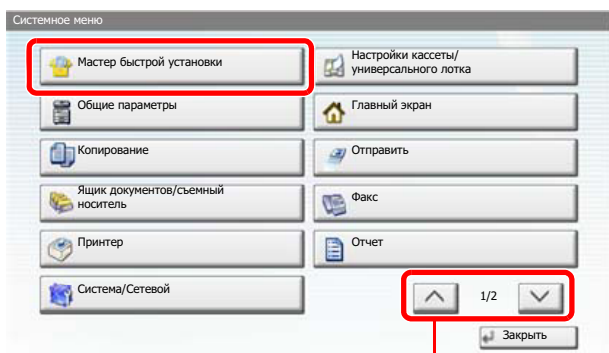 Системное меню
Мастер быстрой установки
Настройки кассеты/
универсального лотка
Общие параметры
Главный экран
Копирование
Отправить
Ящик документов/съемный
носитель
Факс
Принтер
Отчет
Система/Сетевой
1/2
Закрыть